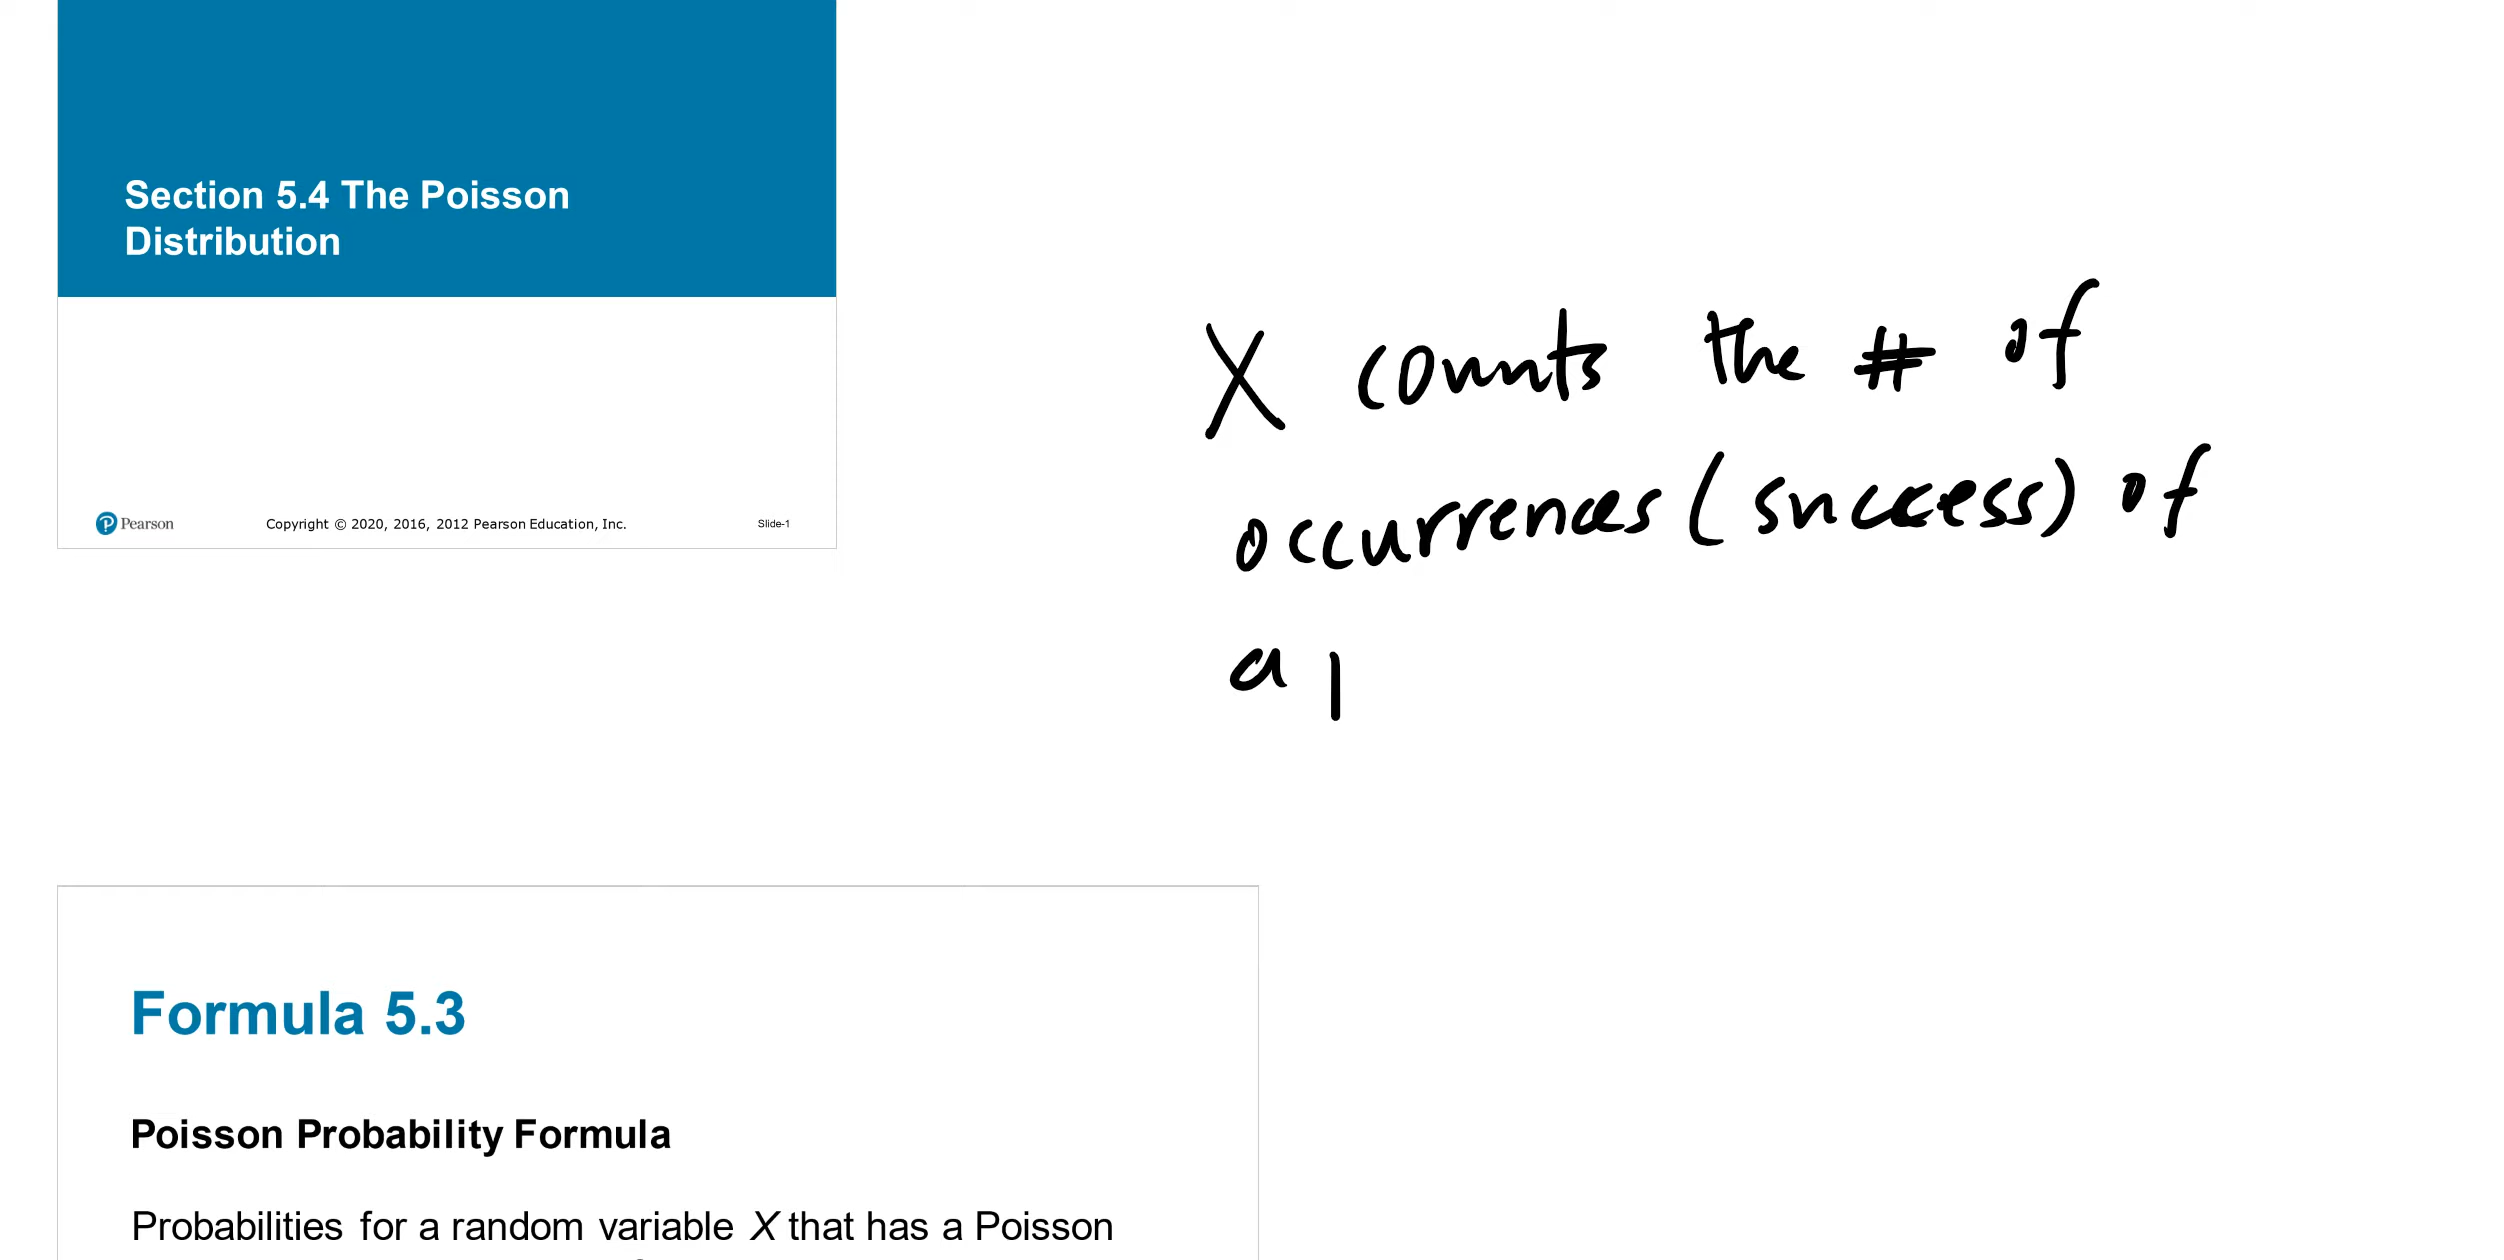 Section 5.4 The Poisson
Distribution
Pearson
Copyright © 2020, 2016, 2012 Pearson Education, Inc.
Slide-1
X counts the # of
occurrences (success) of
a
Formula 5.3
Poisson Probability Formula
Probabilities for a random variable X that has a Poisson